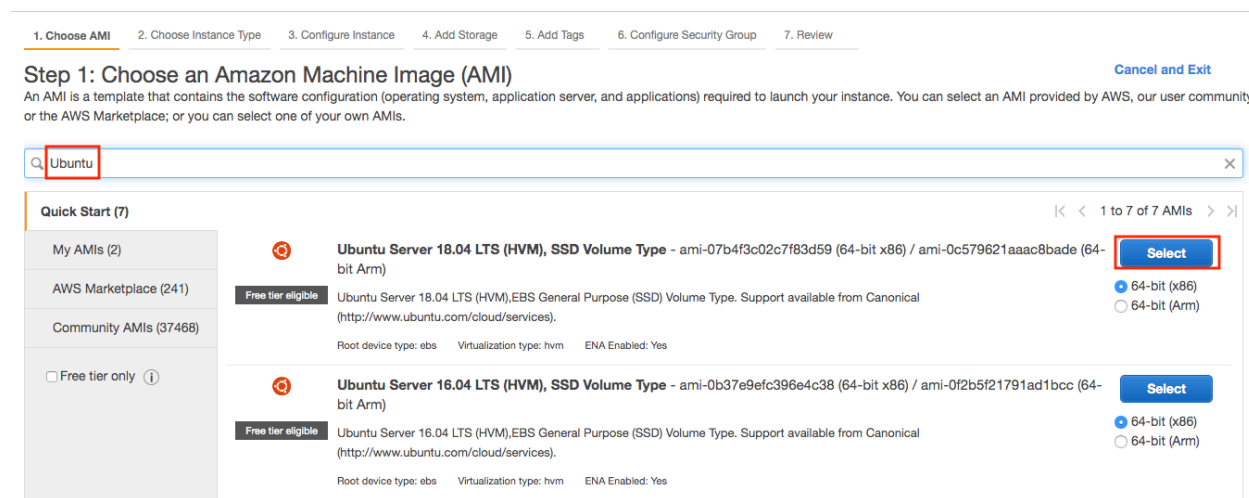 1. Choose AMI 2. Choose Instance Type 3. Configure Instance 4. Add Storage 5. Add Tags 6. Configure Security Group 7. Review
Step 1: Choose an Amazon Machine Image (AMI)
Cancel and Exit
An AMI is a template that contains the software configuration (operating system, application server, and applications) required to launch your instance. You can select an AMI provided by AWS, our user community
or the AWS Marketplace; or you can select one of your own AMIs.
Ubuntu
Quick Start (7)
1 to 7 of 7 AMIs
My AMIs (2)
AWS Marketplace (241)
Community AMIs (37468)
Free tier only
Ubuntu Server 18.04 LTS (HVM), SSD Volume Type - ami-07b4f3c02c7f83d59 (64-bit x86) / ami-0c579621aaac8bade (64-
bit Arm)
Select
Free tier eligible
Ubuntu Server 18.04 LTS (HVM),EBS General Purpose (SSD) Volume Type. Support available from Canonical
(http://www.ubuntu.com/cloud/services).
64-bit (x86)
64-bit (Arm)
Root device type: ebs Virtualization type: hvm ENA Enabled: Yes
Ubuntu Server 16.04 LTS (HVM), SSD Volume Type - ami-0b37e9efc396e4c38 (64-bit x86) / ami-0f2b5f21791ad1bcc (64-
bit Arm)
Select
Free tier eligible
Ubuntu Server 16.04 LTS (HVM),EBS General Purpose (SSD) Volume Type. Support available from Canonical
(http://www.ubuntu.com/cloud/services).
64-bit (x86)
64-bit (Arm)
Root device type: ebs Virtualization type: hvm ENA Enabled: Yes